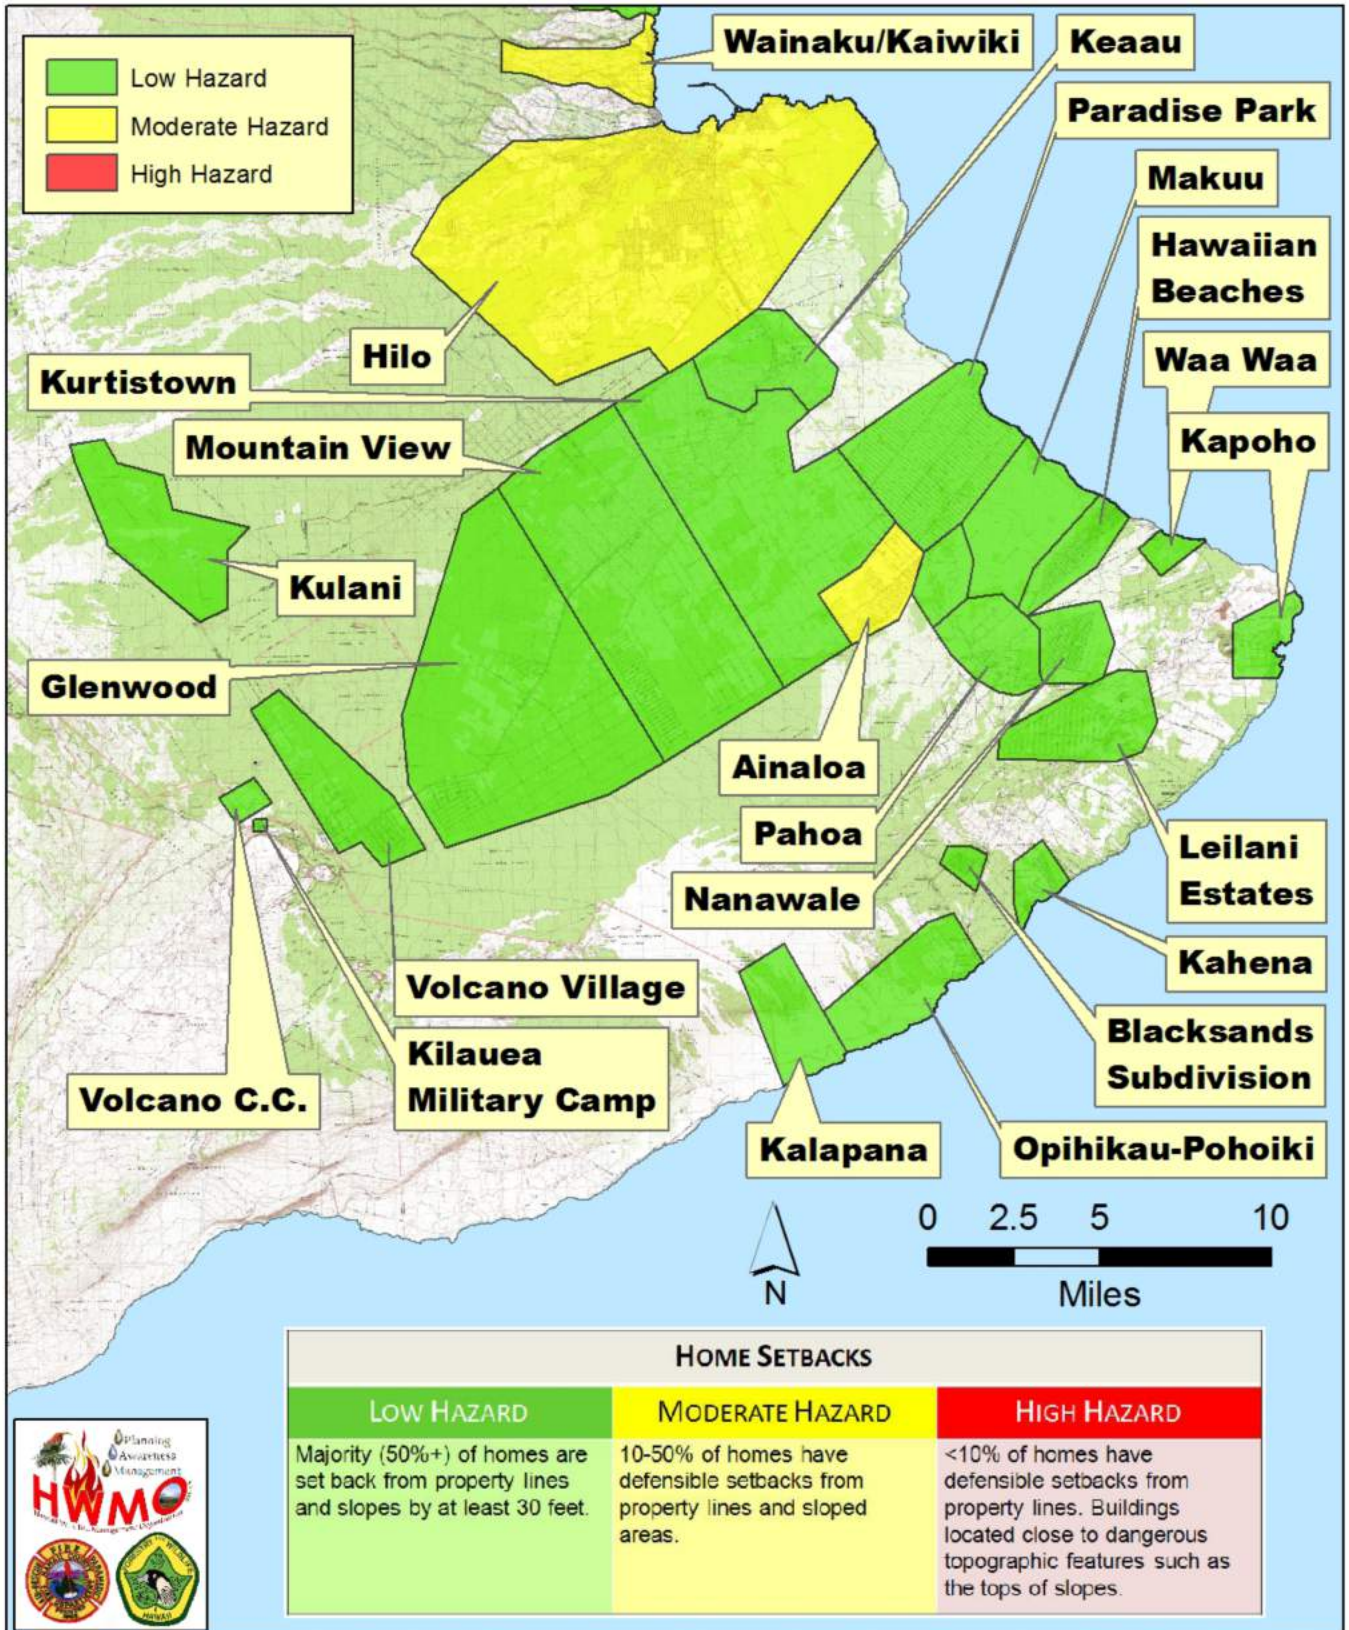 Low Hazard
Moderate Hazard
High Hazard
Wainaku/Kaiwiki
Keaau
Paradise Park
Makuu
Hawaiian
Beaches
Waa Waa
Kapoho
Hilo
Kurtistown
Mountain View
Kulani
Glenwood
Ainaloa
Pahoa
Nanawale
Leilani
Estates
Kahena
Volcano Village
Blacksands
Subdivision
Kilauea
Military Camp
Volcano C.C.
Kalapana
Opihikau-Pohoiki
0 2.5 5 10
Miles
N
HOME SETBACKS
LOW HAZARD
Majority (50%+) of homes are
set back from property lines
and slopes by at least 30 feet.
MODERATE HAZARD
10-50% of homes have
defensible setbacks from
property lines and sloped
areas.
HIGH HAZARD
<10% of homes have
defensible setbacks from
property lines. Buildings
located close to dangerous
topographic features such as
the tops of slopes.
Planning
Awareness
Management
HWMO
HAWAII